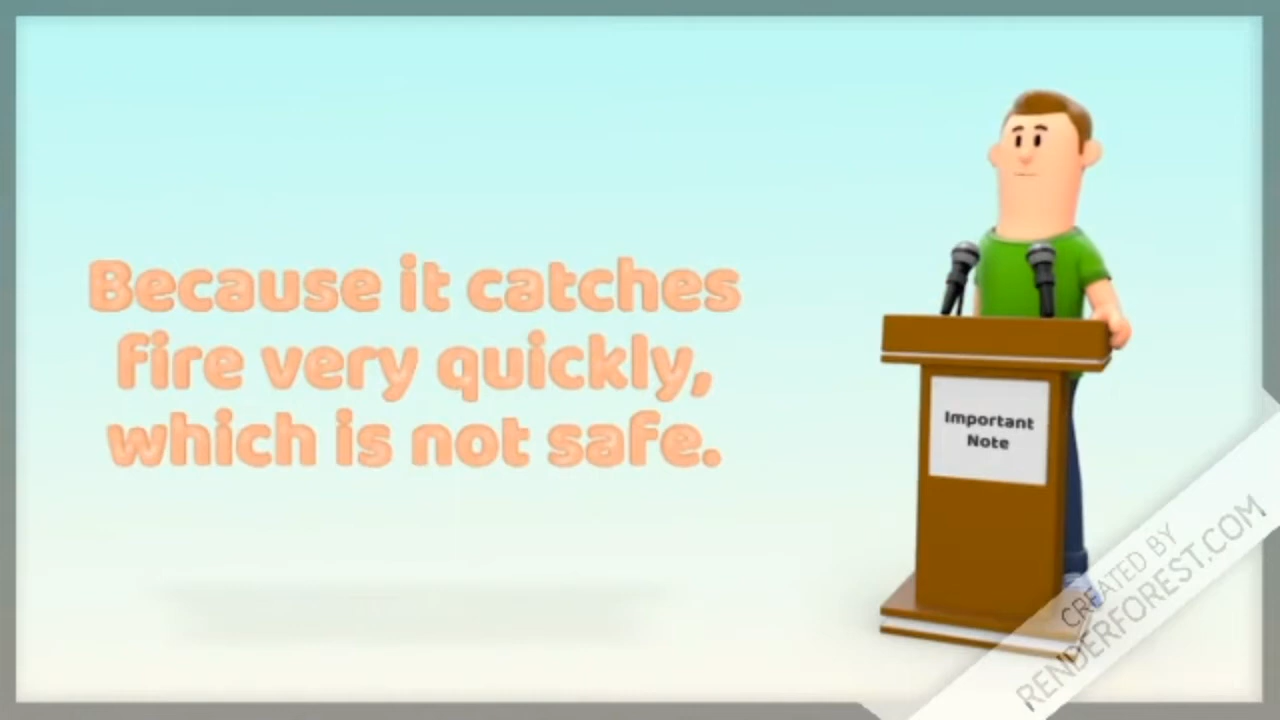 Because it catches
fire very quickly,
which is not safe.
Important
Note
CREATED BY
RENDERFOREST.COM